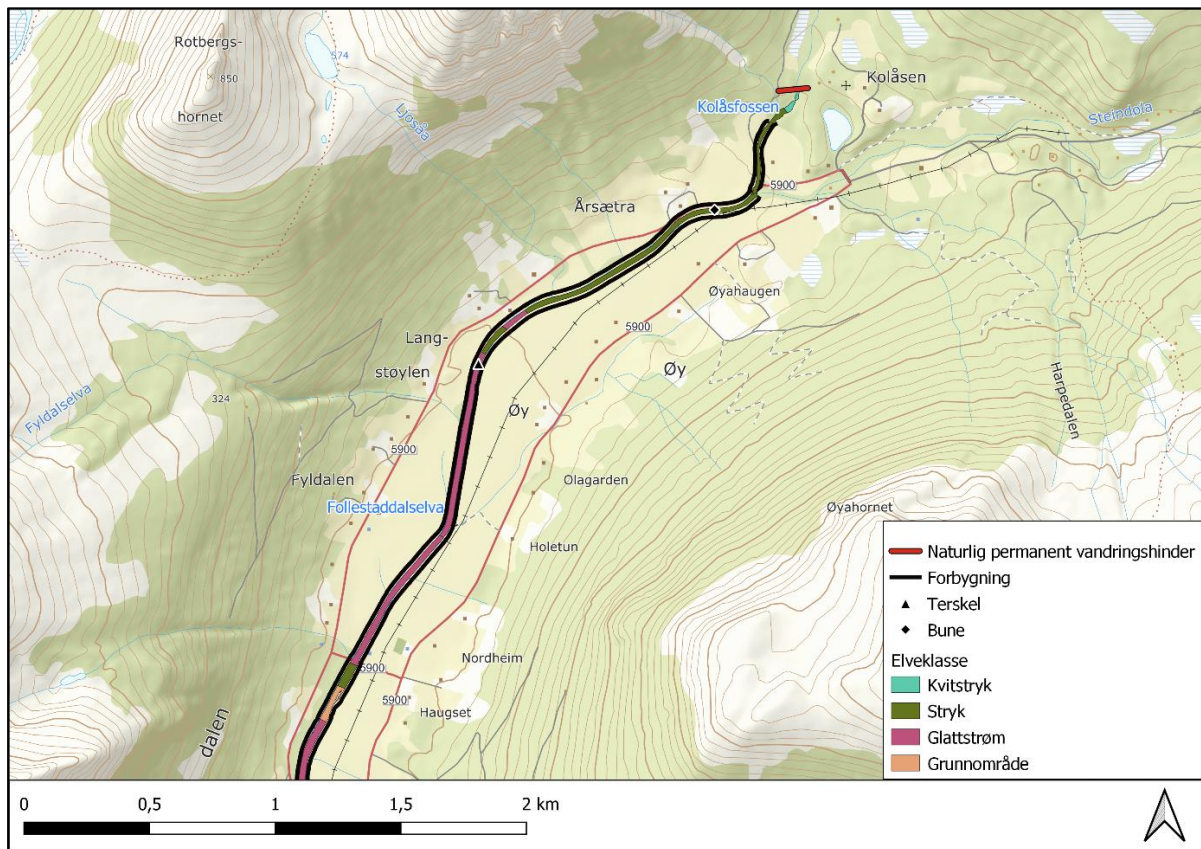 Rotbergs-
850
hornet
574
Ljosåa
Kolåsen
Kolåsfossen
Steindøla
5900
Årsætra
Øyahaugen
5900
Lang-
støylen
Øy
Harpedalen
Fyldalselva
324
Øy
5900
Fyldalen
Olagarden
Follestaddalselva
Øyahornet
Holetun
Nordheim
5900
5900
Haugset
dalen
Naturlig permanent vandringshinder
Forbygning
Terskel
Bune
Elveklasse
Kvitstryk
Stryk
Glattstrøm
Grunnområde
0 0,5 1 1,5 2 km